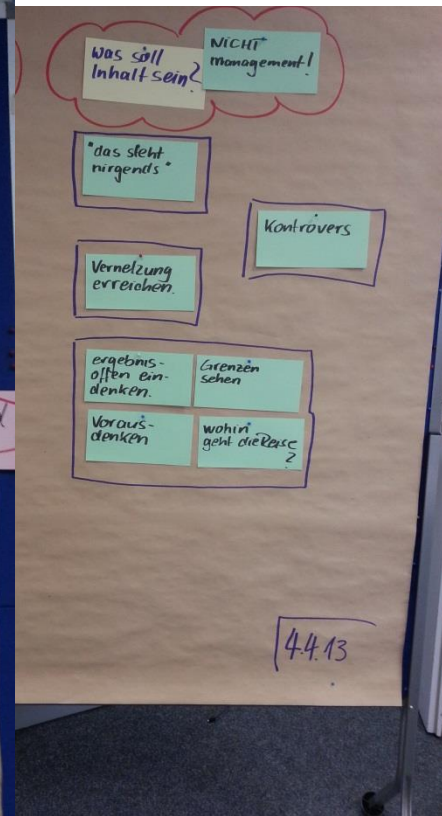 was soll
Inhalt sein?
NICHT
management!
"das steht
nirgends"
Kontrovers
Vernetzung
erreichen.
ergebnis-
offen ein-
denken.
Grenzen
sehen
Voraus-
denken
wohin
geht die Reise
?
4.4.13